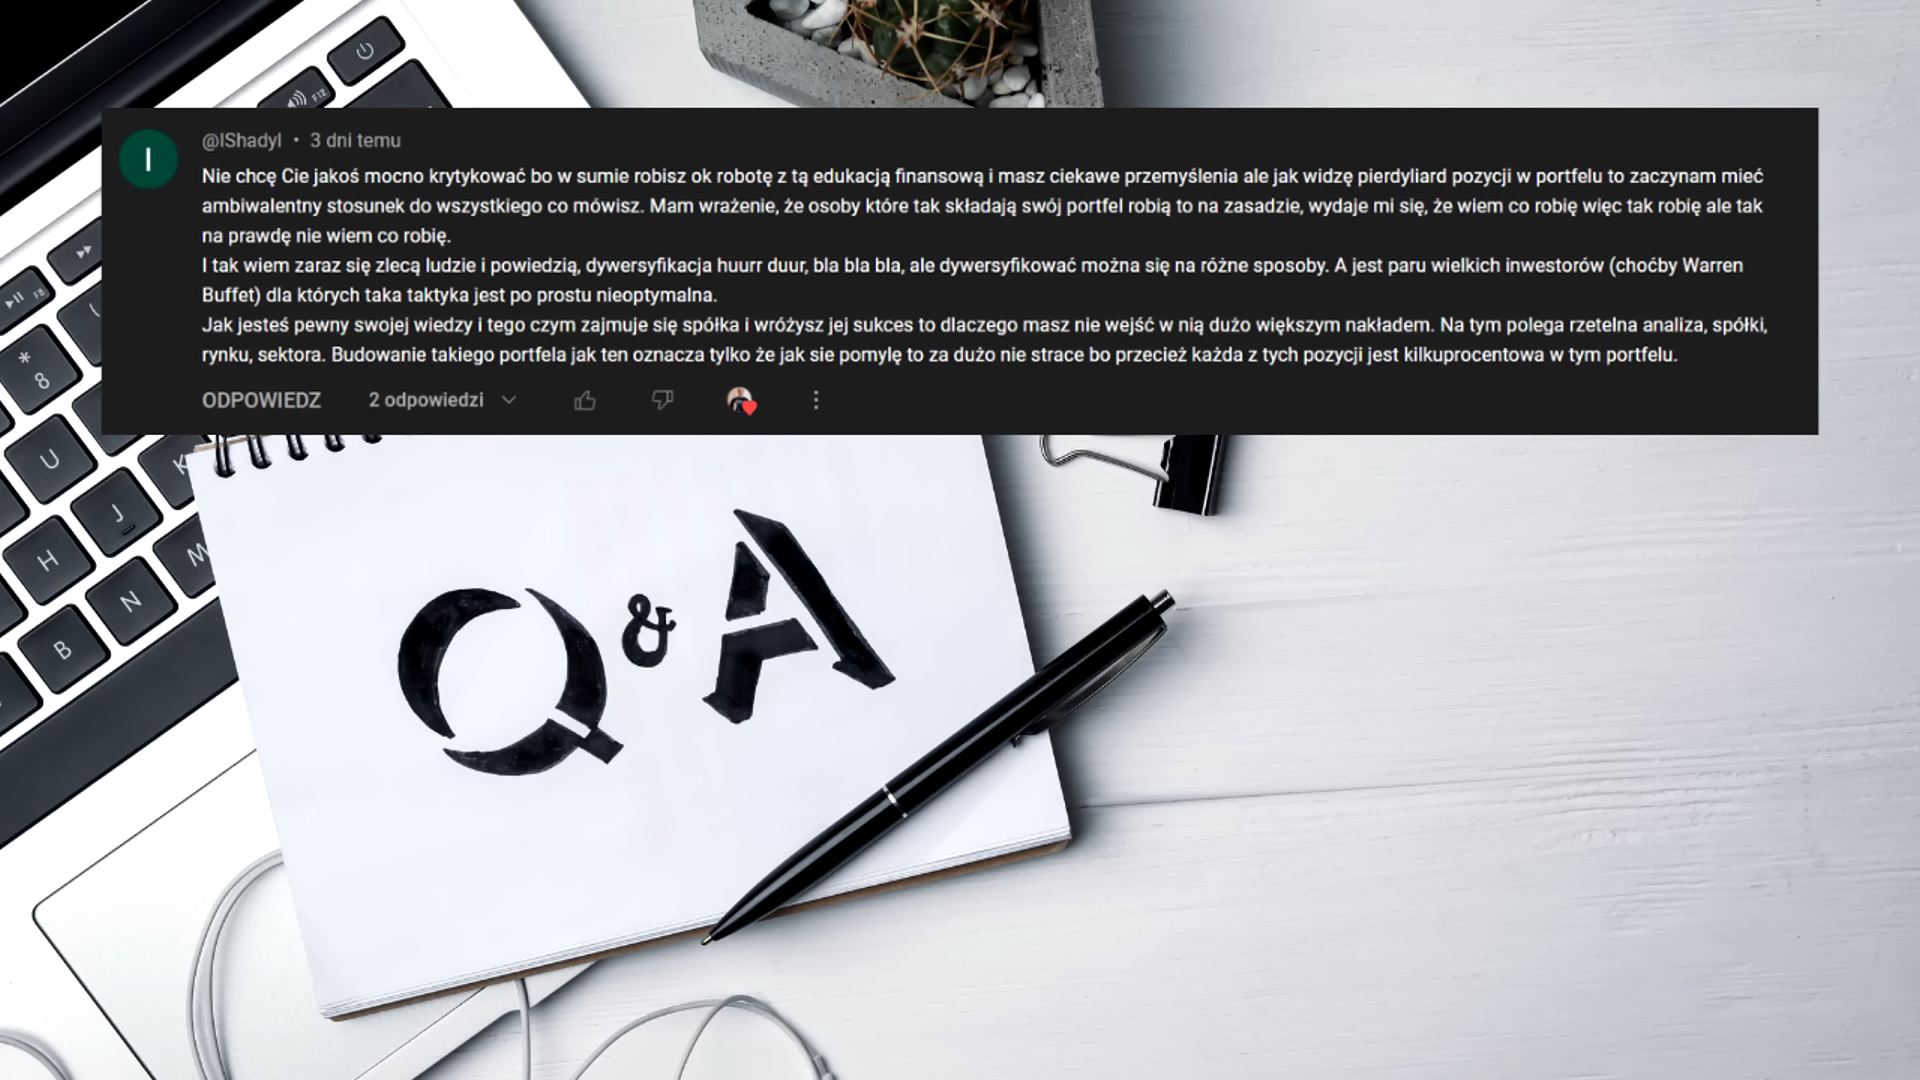 @IShadyI • 3 dni temu
Nie chcę Cie jakoś mocno krytykować bo w sumie robisz ok robotę z tą edukacją finansową i masz ciekawe przemyślenia ale jak widzę pierdyliard pozycji w portfelu to zaczynam mieć
ambiwalentny stosunek do wszystkiego co mówisz. Mam wrażenie, że osoby które tak składają swój portfel robią to na zasadzie, wydaje mi się, że wiem co robię więc tak robię ale tak
na prawdę nie wiem co robię.
I tak wiem zaraz się zlecą ludzie i powiedzią, dywersyfikacja huurr duur, bla bla bla, ale dywersyfikować można się na różne sposoby. A jest paru wielkich inwestorów (choćby Warren
Buffet) dla których taka taktyka jest po prostu nieoptymalna.
Jak jesteś pewny swojej wiedzy i tego czym zajmuje się spółka i wróżysz jej sukces to dlaczego masz nie wejść w nią dużo większym nakładem. Na tym polega rzetelna analiza, spółki,
rynku, sektora. Budowanie takiego portfela jak ten oznacza tylko że jak sie pomylę to za dużo nie strace bo przecież każda z tych pozycji jest kilkuprocentowa w tym portfelu.
ODPOWIEDZ 2 odpowiedzi
Q & A
F12
F8
*
8
U
K
J
H
M
N
B
I